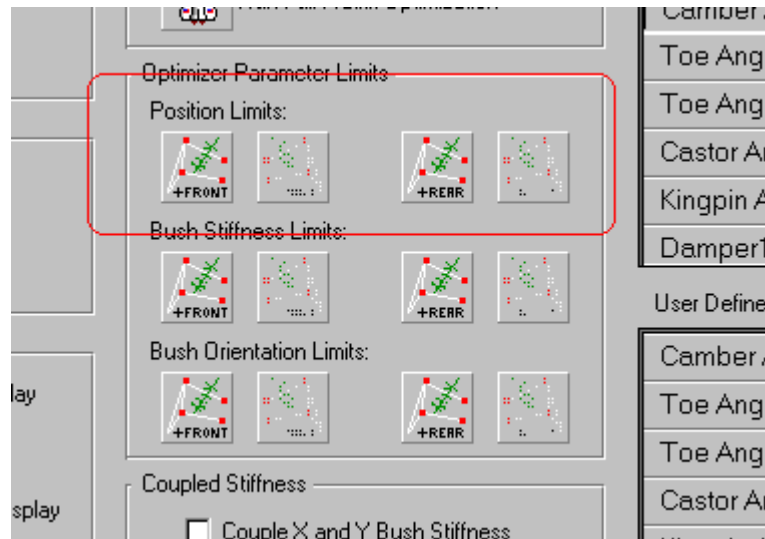 Optimizer Parameter Limits
Position Limits:
+FRONT
+REAR
Bush Stiffness Limits:
+FRONT
+REAR
Bush Orientation Limits:
+FRONT
+REAR
Coupled Stiffness
Couple X and Y Bush Stiffness
lay
splay
Camber
Toe Ang
Toe Ang
Castor A
Kingpin A
Damper1
User Define
Camber A
Toe Ang
Toe Ang
Castor A